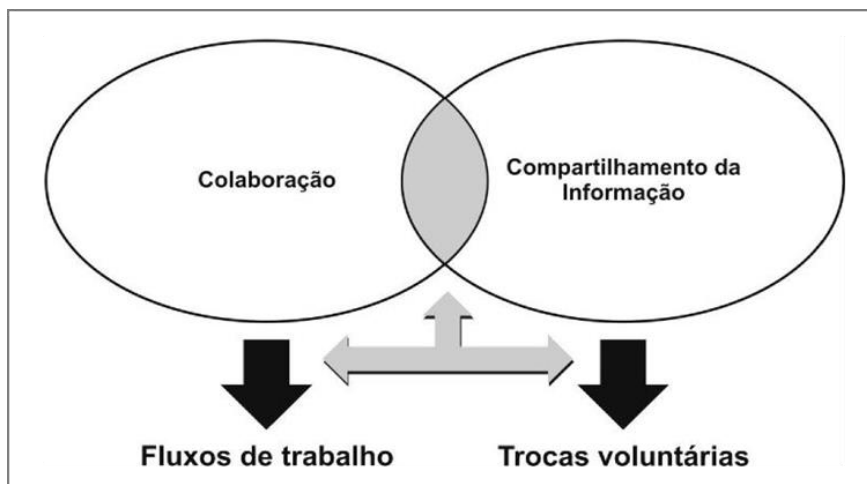 Colaboração
Compartilhamento da
Informação
Fluxos de trabalho
Trocas voluntárias